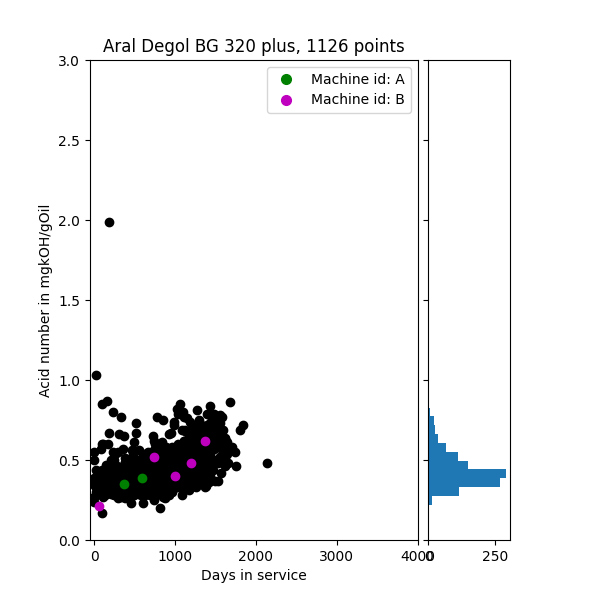 Aral Degol BG 320 plus, 1126 points
Machine id: A
Machine id: B
Acid number in mgkOH/gOil
3.0
2.5
2.0
1.5
1.0
0.5
0.0
0 1000 2000 3000 4000
0 250
Days in service